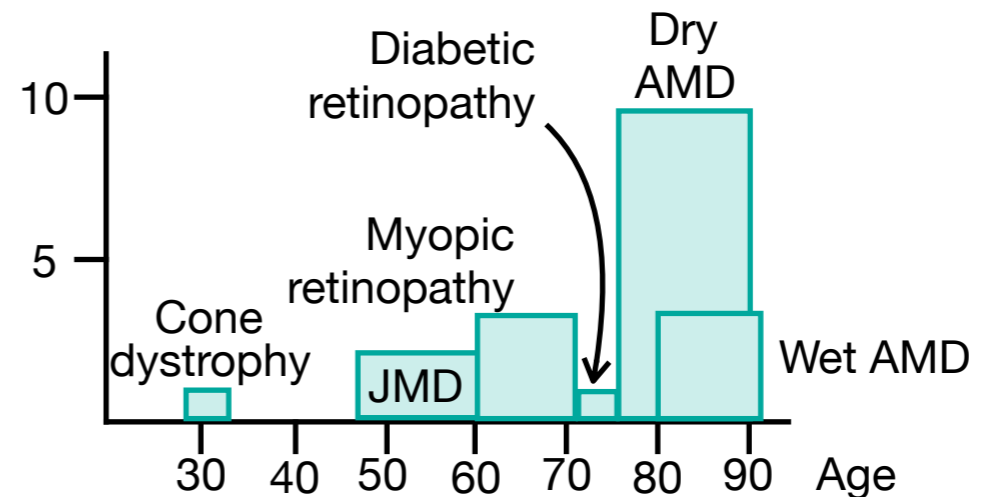 Diabetic
retinopathy
Dry
AMD
10
Myopic
retinopathy
5
Cone
dystrophy
JMD
Wet AMD
30 40 50 60 70 80 90 Age